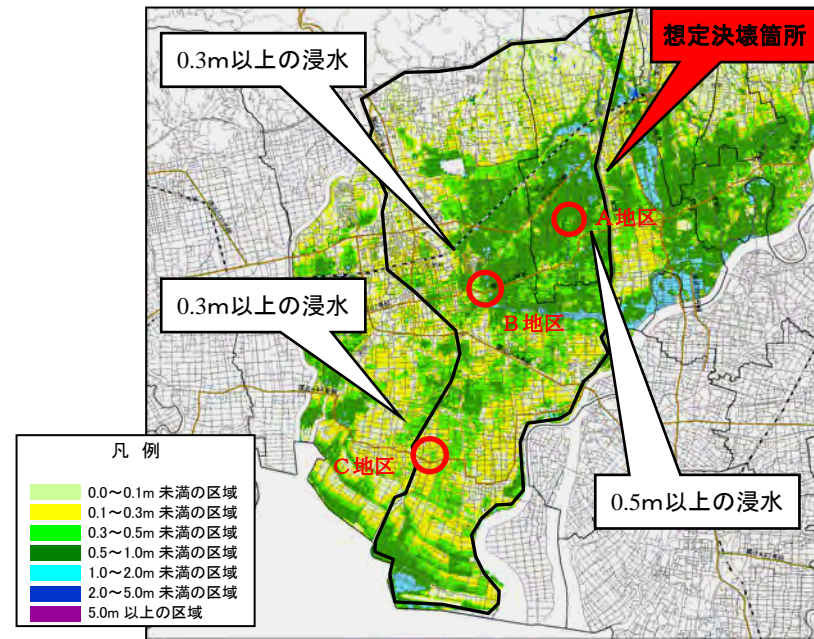 想定決壊箇所
0.3m以上の浸水
A地区
B地区
0.3m以上の浸水
C地区
0.5m以上の浸水
凡 例
0.0～0.1m 未満の区域
0.1～0.3m 未満の区域
0.3～0.5m 未満の区域
0.5～1.0m 未満の区域
1.0～2.0m 未満の区域
2.0～5.0m 未満の区域
5.0m 以上の区域